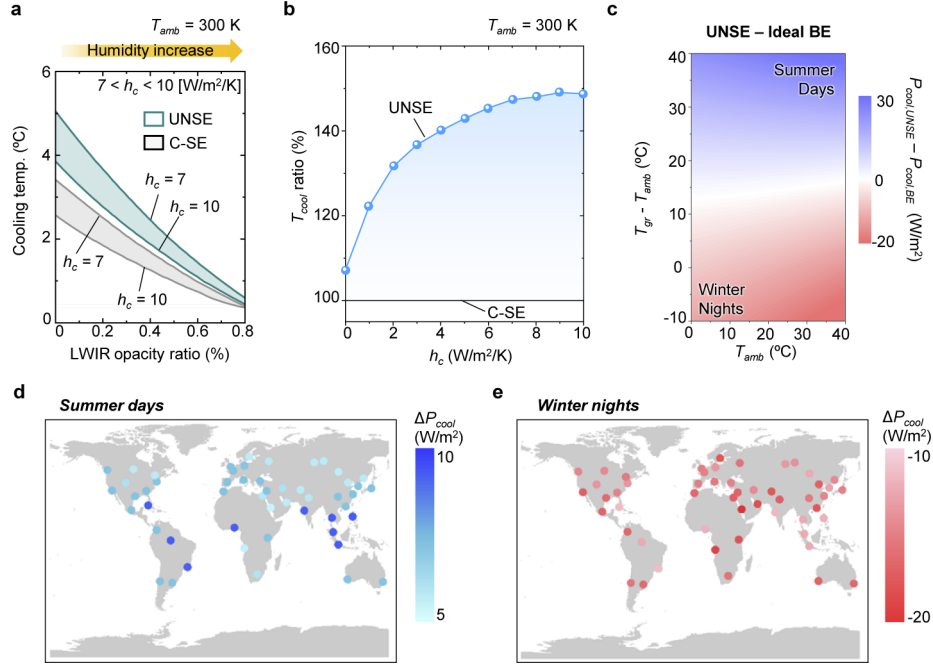 a
T_amb = 300 K
Humidity increase
7 < h_c < 10 [W/m²/K]
UNSE
C-SE
h_c = 7
h_c = 10
h_c = 7
h_c = 10
6
4
2
0
Cooling temp. (ºC)
0
0.2
0.4
0.6
0.8
LWIR opacity ratio (%)
b
T_amb = 300 K
160
140
120
100
T_cool ratio (%)
UNSE
C-SE
0
2
4
6
8
10
h_c (W/m²/K)
c
UNSE – Ideal BE
40
30
20
10
0
-10
T_gr - T_amb (ºC)
Summer
Days
Winter
Nights
0
10
20
30
40
T_amb (ºC)
30
0
-20
P_cool,UNSE – P_cool,BE (W/m²)
d
Summer days
ΔP_cool
(W/m²)
10
5
e
Winter nights
ΔP_cool
(W/m²)
-10
-20